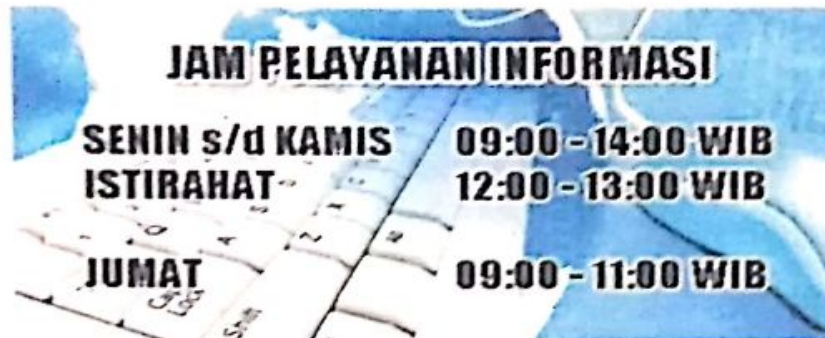 JAM PELAYANAN INFORMASI
SENIN s/d KAMIS 09:00 - 14:00 WIB
ISTIRAHAT 12:00 - 13:00 WIB
JUMAT 09:00 - 11:00 WIB